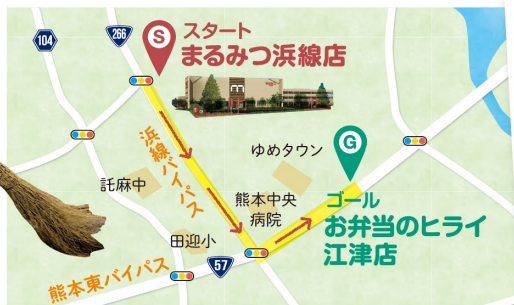 104
266
S
スタート
まるみつ浜線店
m
浜線バイパス
ゆめタウン
G
託麻中
熊本中央
病院
ゴール
お弁当のヒライ
江津店
田迎小
57
熊本東バイパス